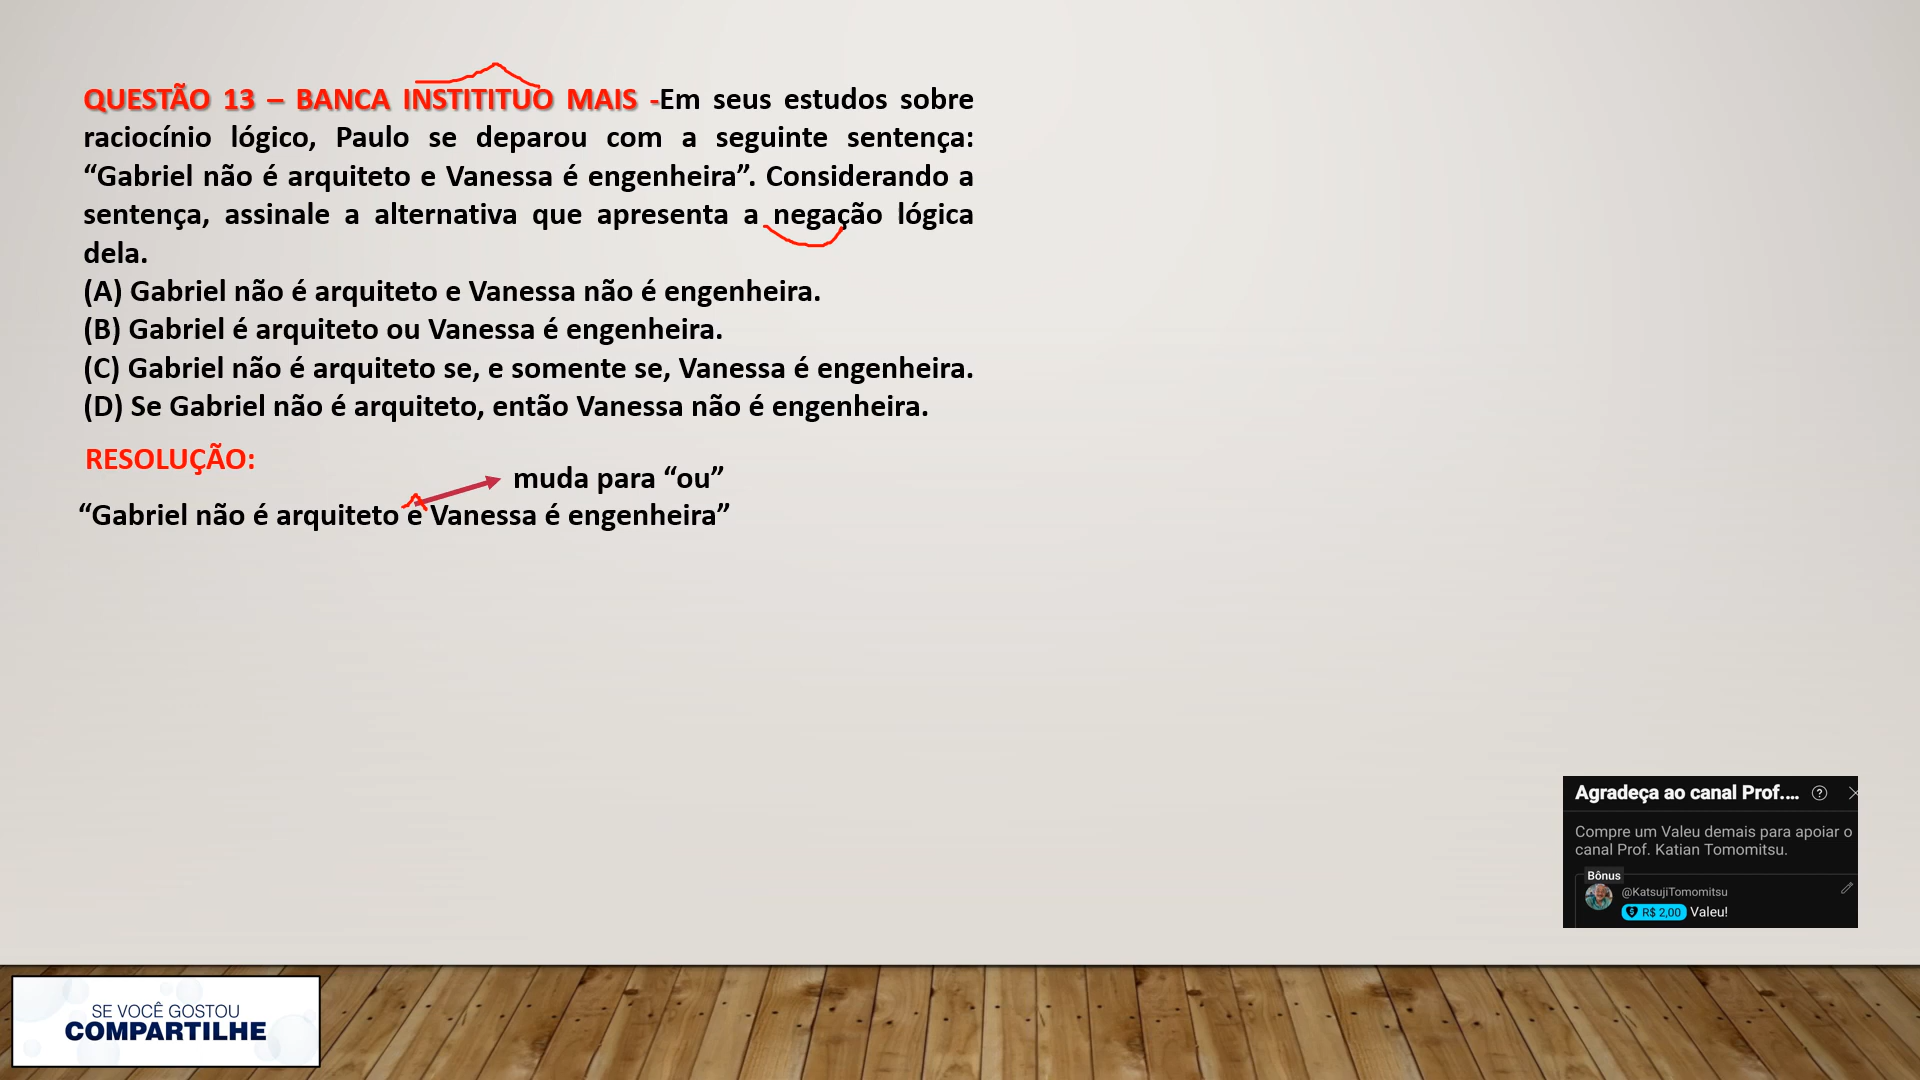 QUESTÃO 13 – BANCA INSTITITUO MAIS -Em seus estudos sobre
raciocínio lógico, Paulo se deparou com a seguinte sentença:
“Gabriel não é arquiteto e Vanessa é engenheira”. Considerando a
sentença, assinale a alternativa que apresenta a negação lógica
dela.
(A) Gabriel não é arquiteto e Vanessa não é engenheira.
(B) Gabriel é arquiteto ou Vanessa é engenheira.
(C) Gabriel não é arquiteto se, e somente se, Vanessa é engenheira.
(D) Se Gabriel não é arquiteto, então Vanessa não é engenheira.
RESOLUÇÃO:
muda para “ou”
“Gabriel não é arquiteto e Vanessa é engenheira”
Agradeça ao canal Prof....
Compre um Valeu demais para apoiar o
canal Prof. Katian Tomomitsu.
Bônus
@KatsujiTomomitsu
R$ 2,00 Valeu!
SE VOCÊ GOSTOU
COMPARTILHE